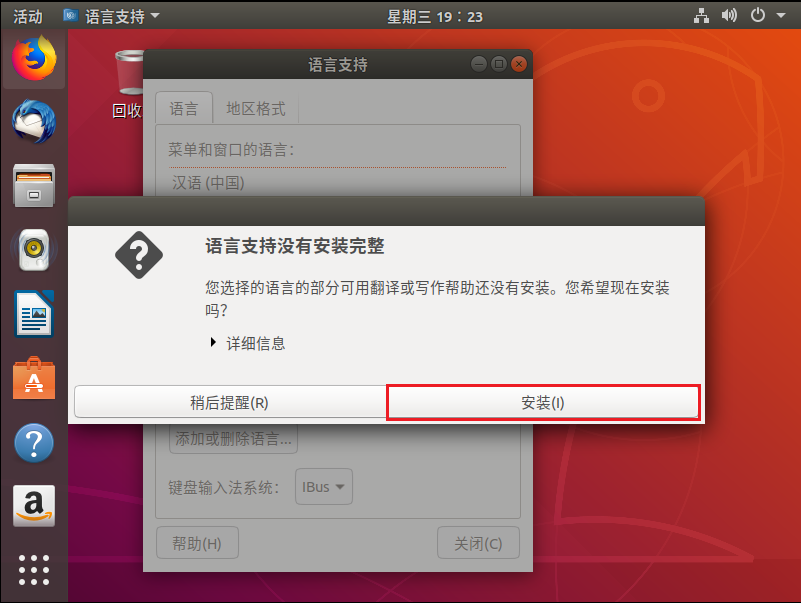 活动 语言支持 星期三 19:23
语言支持
回收
语言 地区格式
菜单和窗口的语言:
汉语 (中国)
语言支持没有安装完整
您选择的语言的部分可用翻译或写作帮助还没有安装。您希望现在安装
吗?
详细信息
稍后提醒(R) 安装(I)
添加或删除语言...
键盘输入法系统: IBus
帮助(H) 关闭(C)